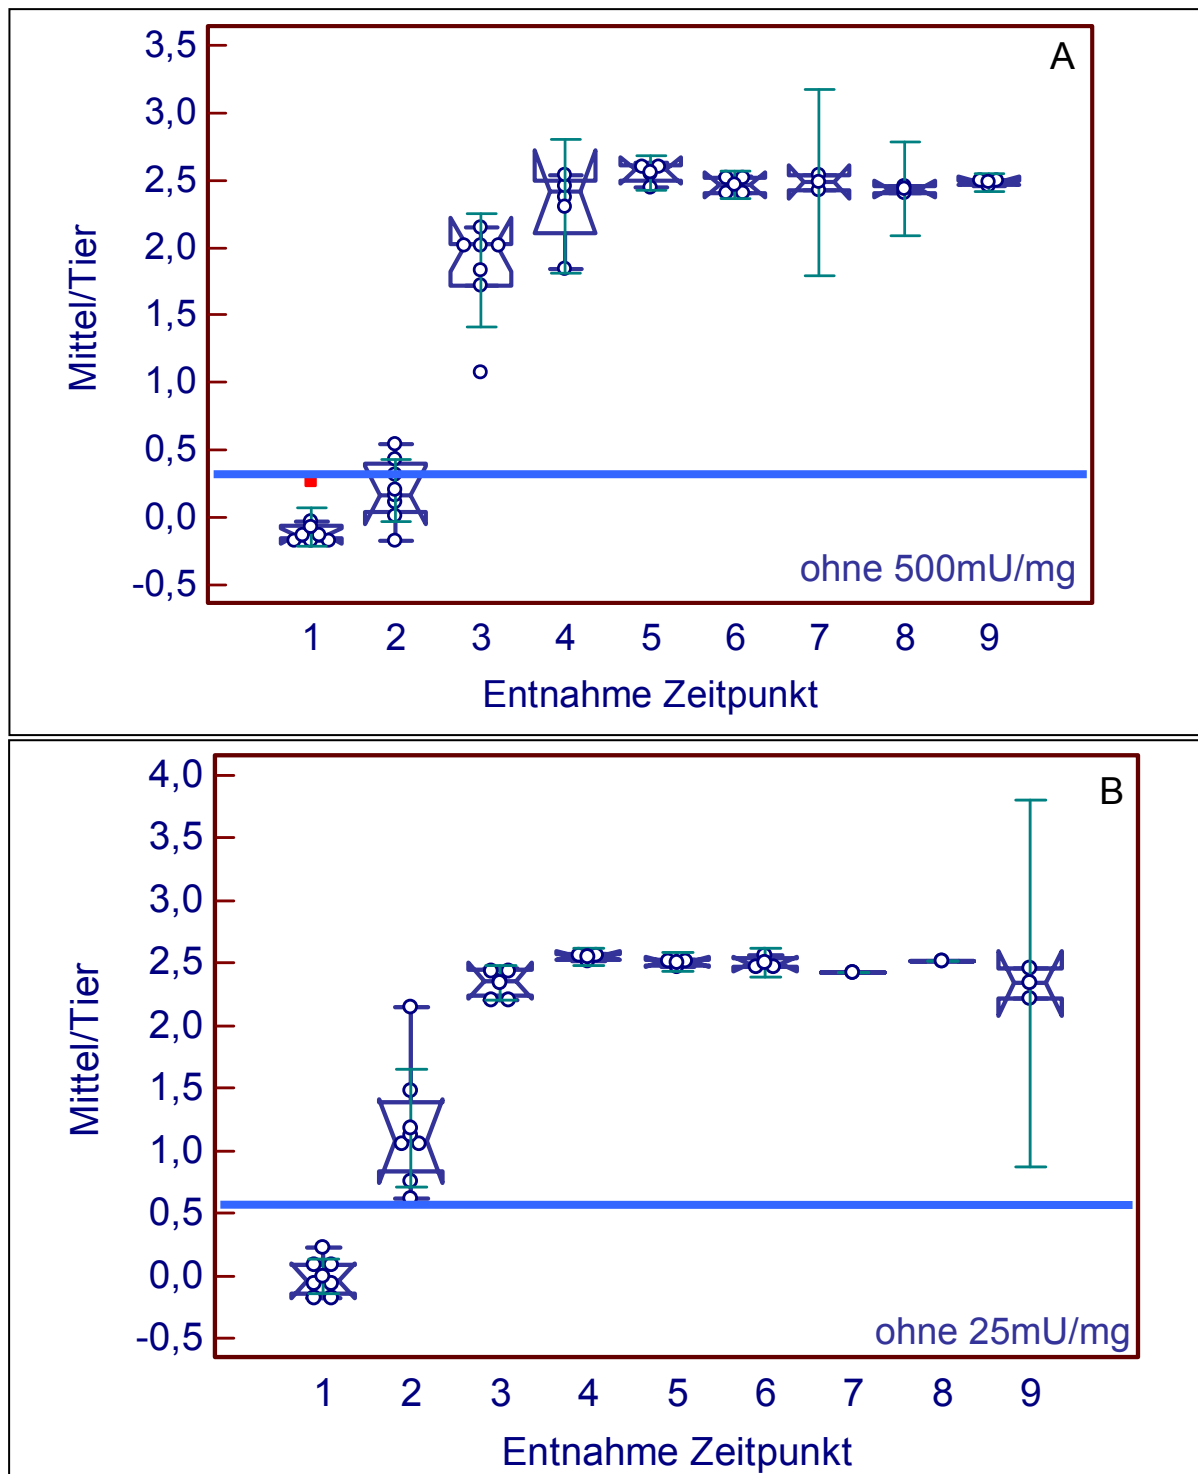 A
3,5
3,0
2,5
2,0
1,5
1,0
0,5
0,0
-0,5
Mittel/Tier
ohne 500mU/mg
1 2 3 4 5 6 7 8 9
Entnahme Zeitpunkt
B
4,0
3,5
3,0
2,5
2,0
1,5
1,0
0,5
0,0
-0,5
Mittel/Tier
ohne 25mU/mg
1 2 3 4 5 6 7 8 9
Entnahme Zeitpunkt